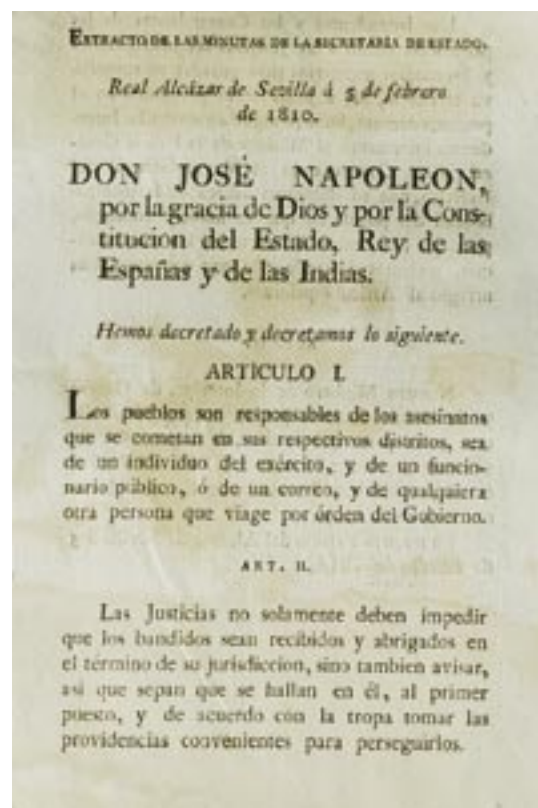 EXTRACTO DE LAS MINUTAS DE LA SECRETARÍA DE ESTADO.
Real Alcázar de Sevilla á 5 de febrero
de 1810.
DON JOSÉ NAPOLEON,
por la gracia de Dios y por la Cons-
titucion del Estado, Rey de las
Españas y de las Indias.
Hemos decretado y decretamos lo siguiente.
ARTÍCULO I.
Los pueblos son responsables de los asesinatos
que se cometan en sus respectivos distritos, sea
de un individuo del exército, y de un funcio-
nario público, ó de un correo, y de qualquiera
otra persona que viage por órden del Gobierno.
ART. II.
Las Justicias no solamente deben impedir
que los bandidos sean recibidos y abrigados en
el término de su jurisdiccion, sino tambien avisar,
así que sepan que se hallan en él, al primer
puesto, y de acuerdo con la tropa tomar las
providencias convenientes para perseguirlos.